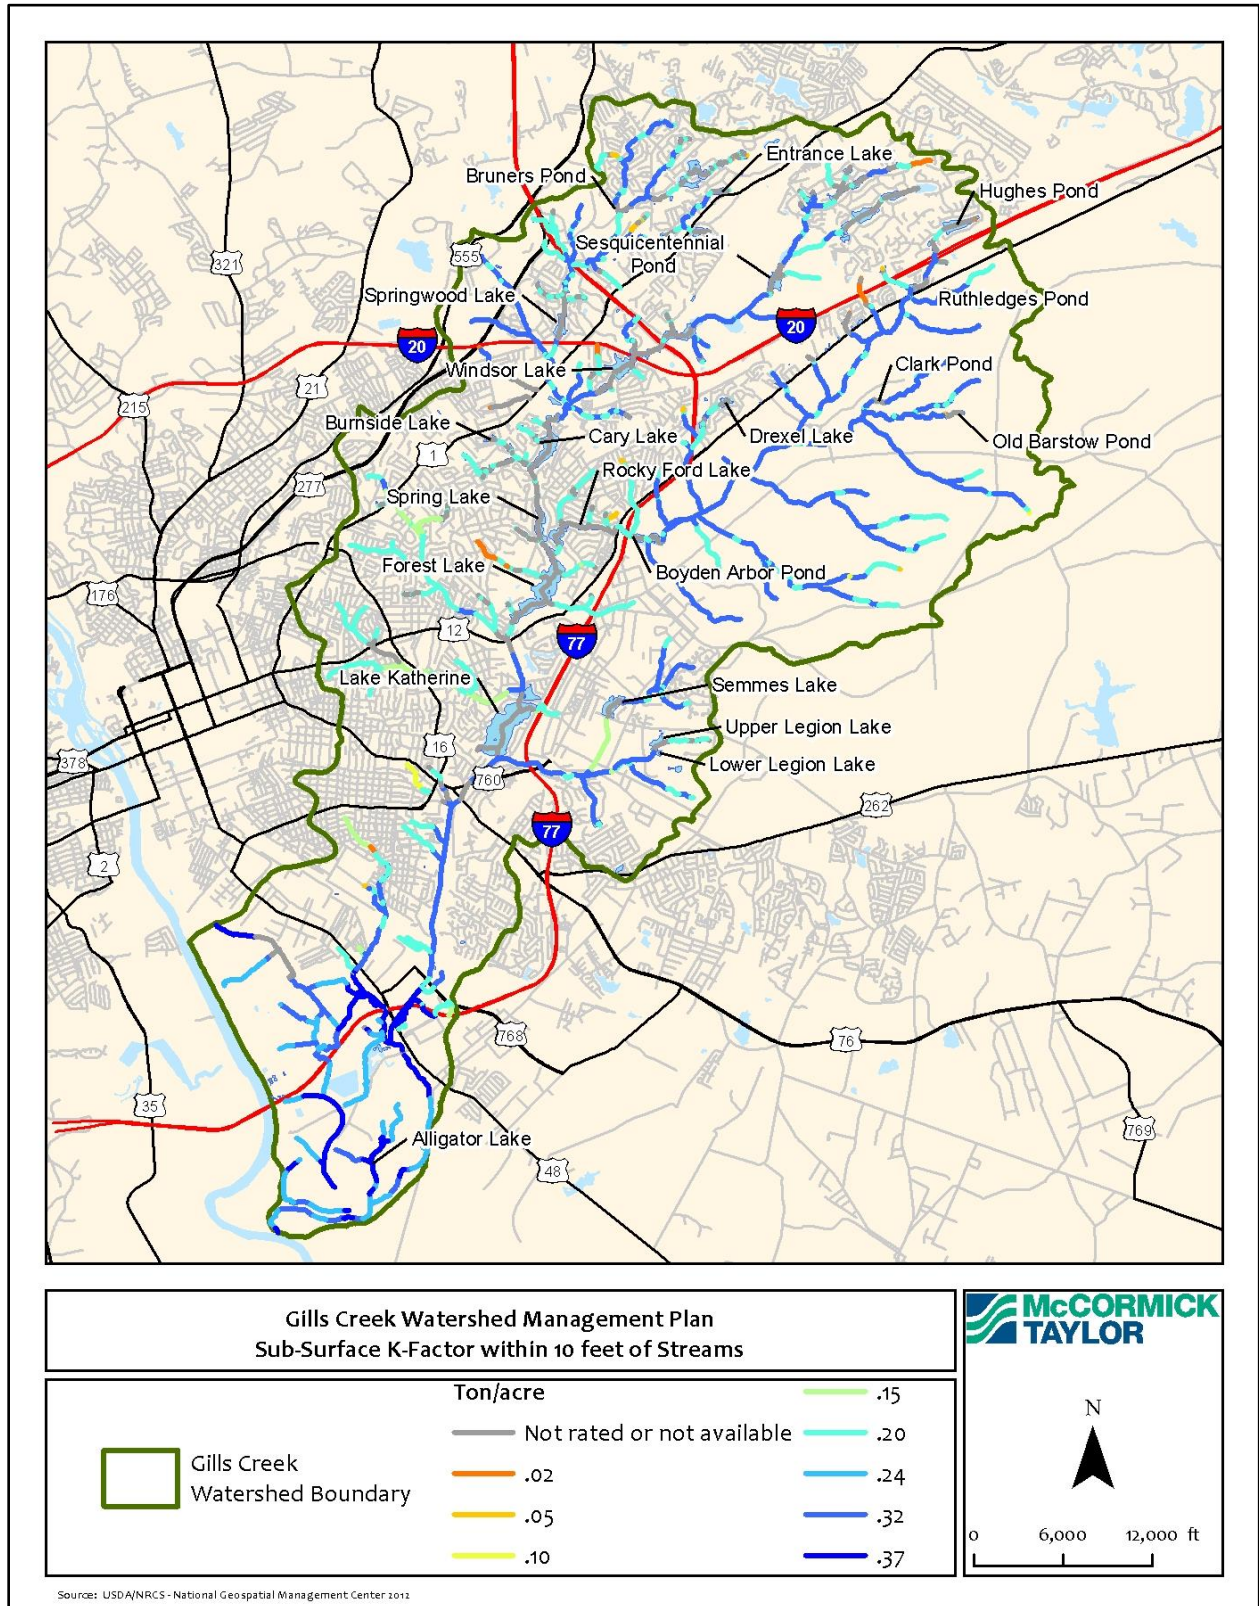 Entrance Lake
Bruners Pond
Hughes Pond
Sesquicentennial
Pond
555
321
Springwood Lake
Ruthledges Pond
20
20
Windsor Lake
Clark Pond
21
215
Burnside Lake
Cary Lake
Drexel Lake
Old Barstow Pond
1
Rocky Ford Lake
277
Spring Lake
Forest Lake
Boyden Arbor Pond
176
12
77
Lake Katherine
Semmes Lake
Upper Legion Lake
16
378
Lower Legion Lake
760
262
77
2
768
76
35
769
Alligator Lake
48
Gills Creek Watershed Management Plan
Sub-Surface K-Factor within 10 feet of Streams
McCORMICK
TAYLOR
Ton/acre
Gills Creek
Watershed Boundary
Not rated or not available
.02
.05
.10
.15
.20
.24
.32
.37
N
0 6,000 12,000 ft
Source: USDA/NRCS - National Geospatial Management Center 2012